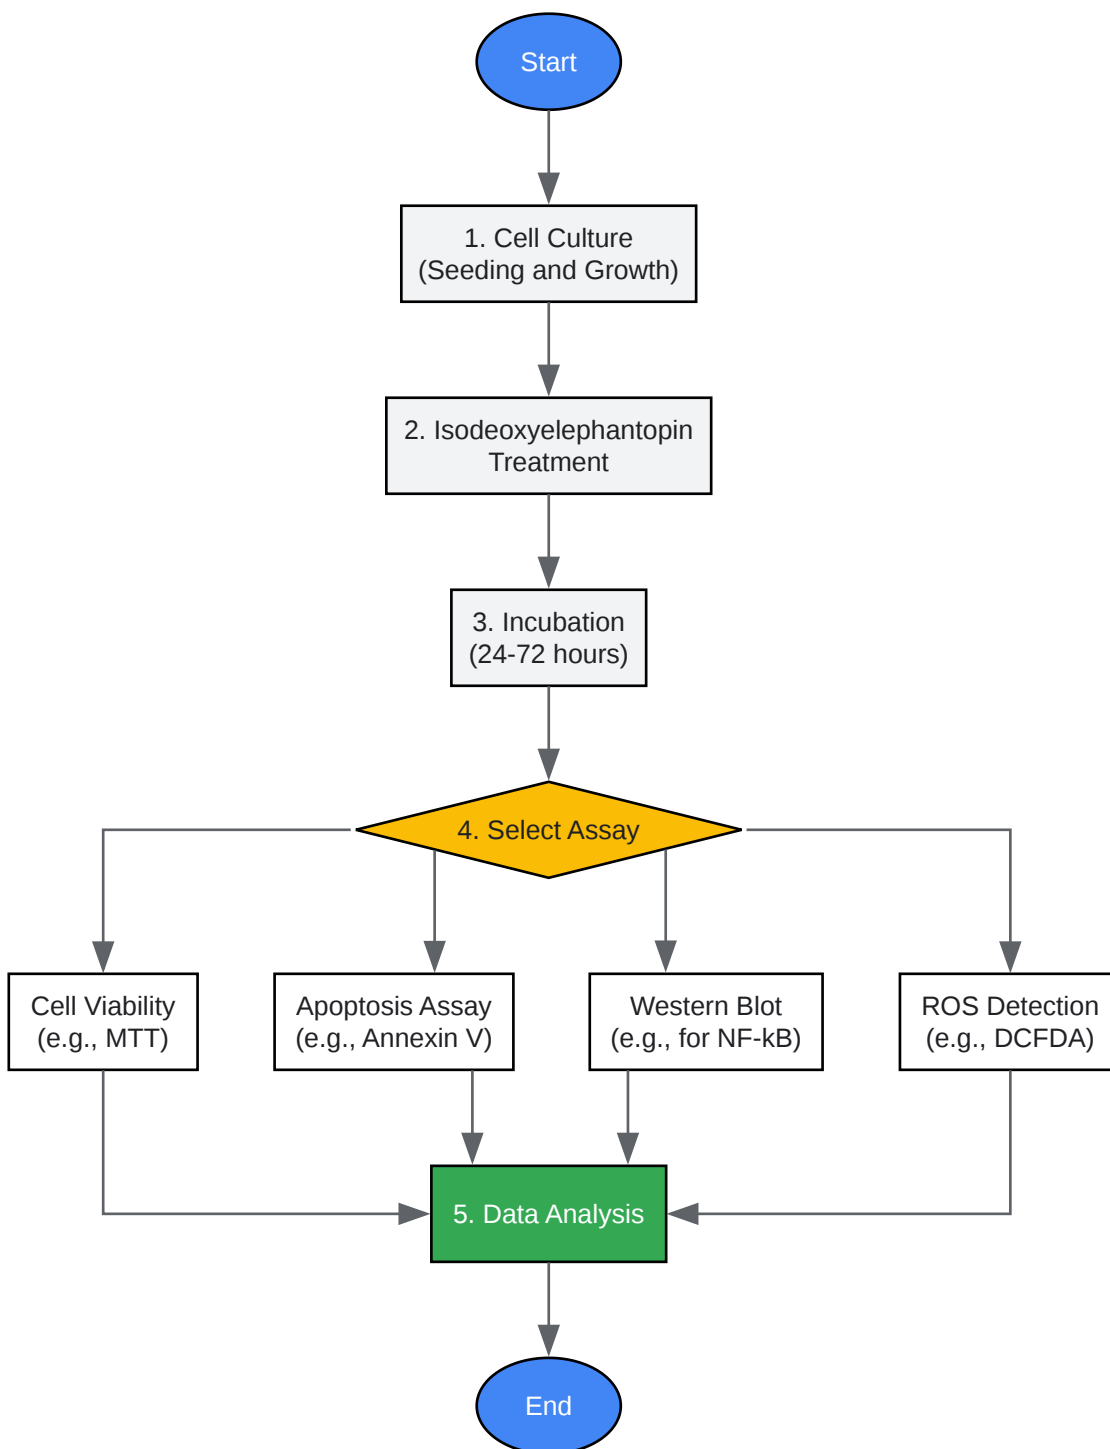 Start
1. Cell Culture
(Seeding and Growth)
2. Isodeoxyelephantopin
Treatment
3. Incubation
(24-72 hours)
4. Select Assay
Cell Viability
(e.g., MTT)
Apoptosis Assay
(e.g., Annexin V)
Western Blot
(e.g., for NF-kB)
ROS Detection
(e.g., DCFDA)
5. Data Analysis
End